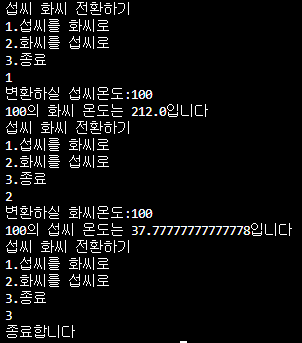 섭씨 화씨 전환하기
1.섭씨를 화씨로
2.화씨를 섭씨로
3.종료
1
변환하실 섭씨온도:100
100의 화씨 온도는 212.0입니다
섭씨 화씨 전환하기
1.섭씨를 화씨로
2.화씨를 섭씨로
3.종료
2
변환하실 화씨온도:100
100의 섭씨 온도는 37.77777777777778입니다
섭씨 화씨 전환하기
1.섭씨를 화씨로
2.화씨를 섭씨로
3.종료
3
종료합니다